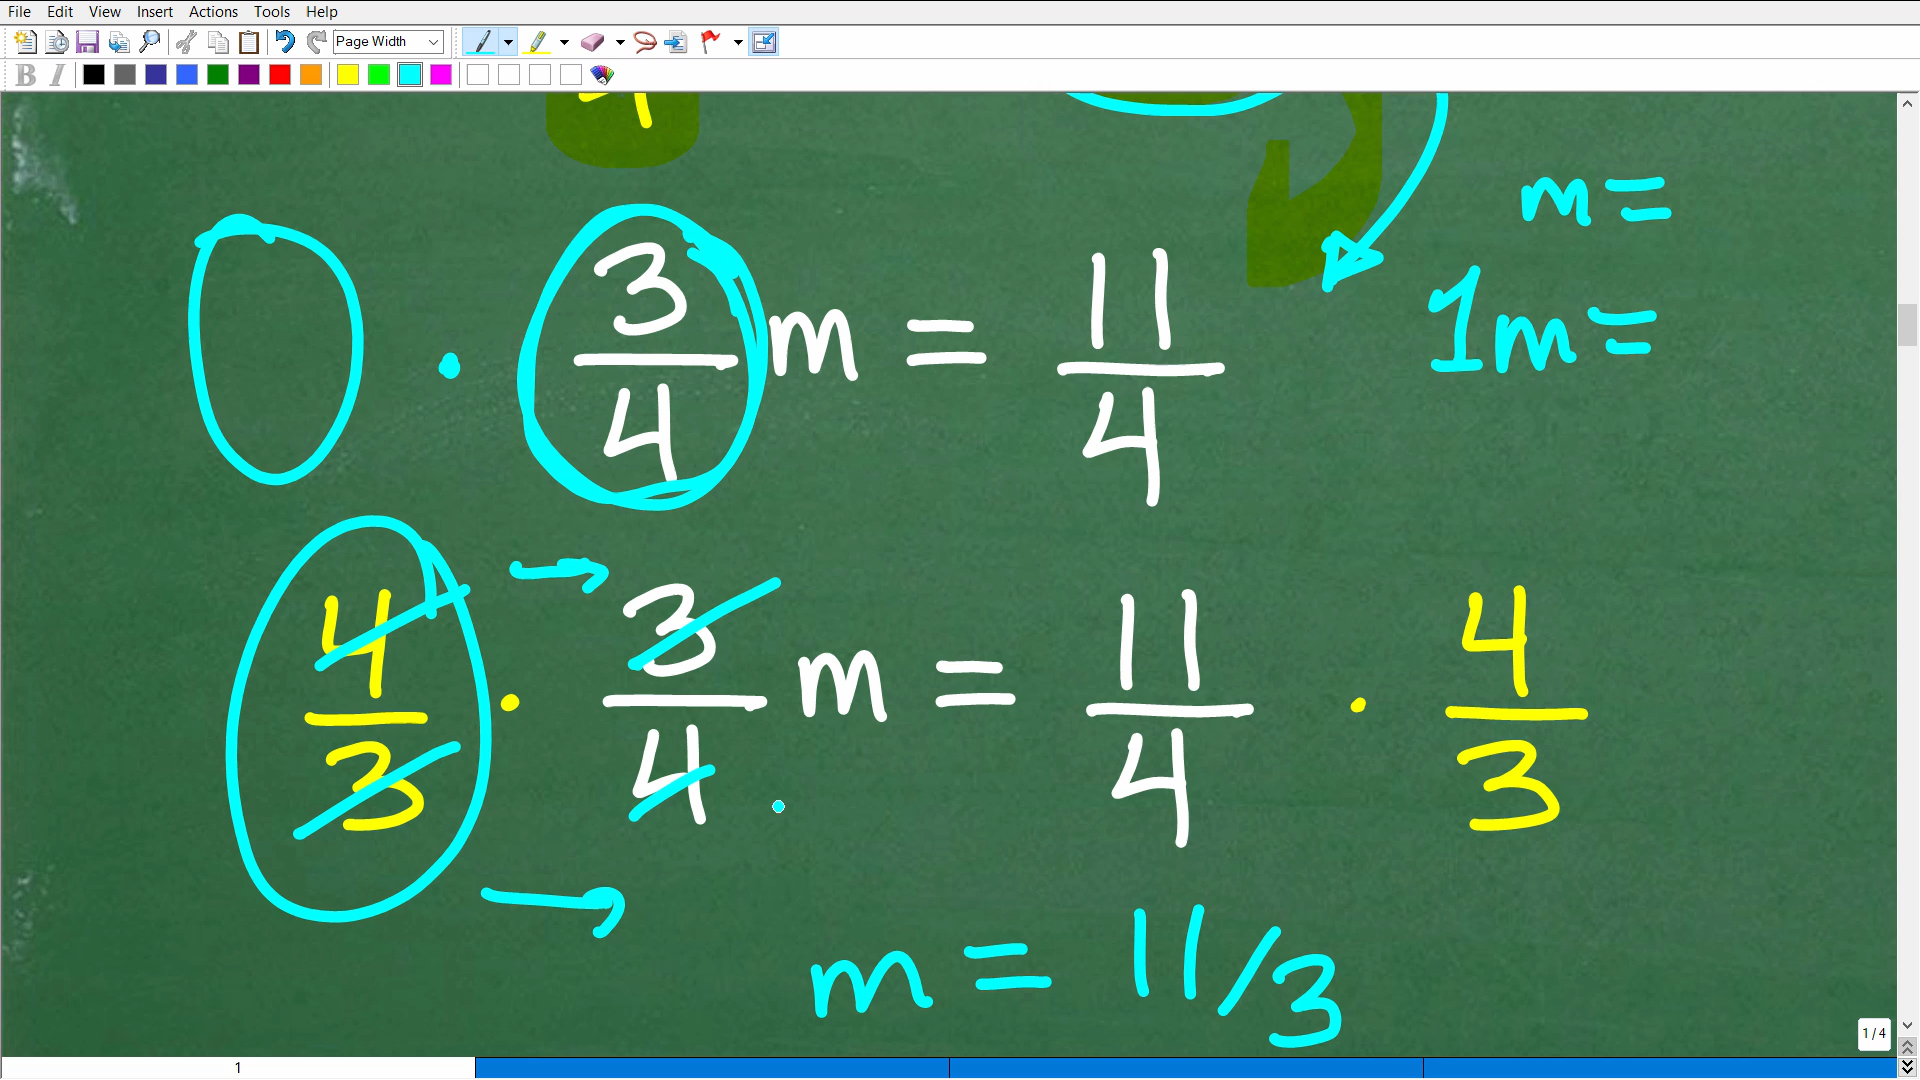 File Edit View Insert Actions Tools Help
Page Width
B I
m=
3/4 m = 11/4
1m=
4/3 · 3/4 m = 11/4 · 4/3
m = 11/3
1 / 4
1